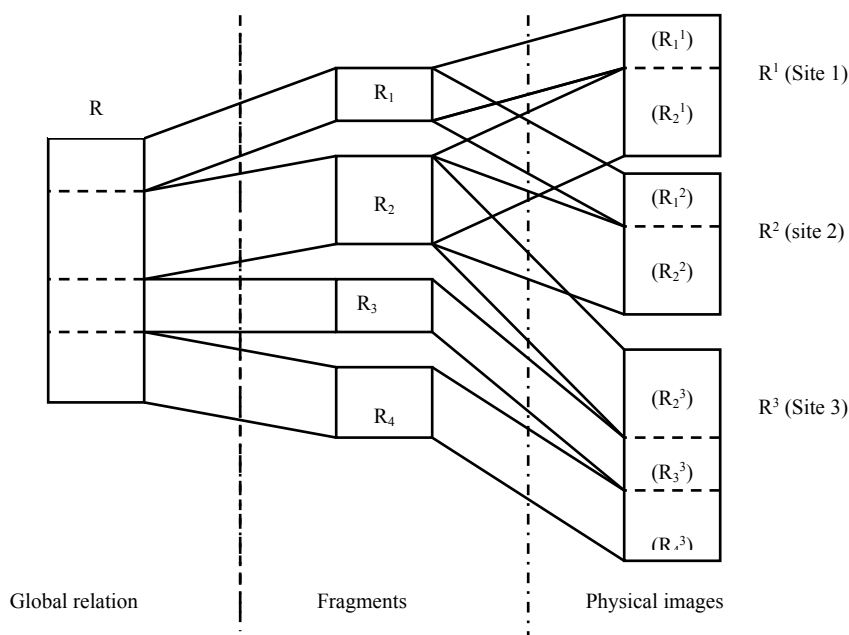 R
R₁
R₂
R₃
R₄
(R₁¹)
(R₂¹)
R¹ (Site 1)
(R₁²)
(R₂²)
R² (site 2)
(R₂³)
(R₃³)
(R₄³)
R³ (Site 3)
Global relation
Fragments
Physical images